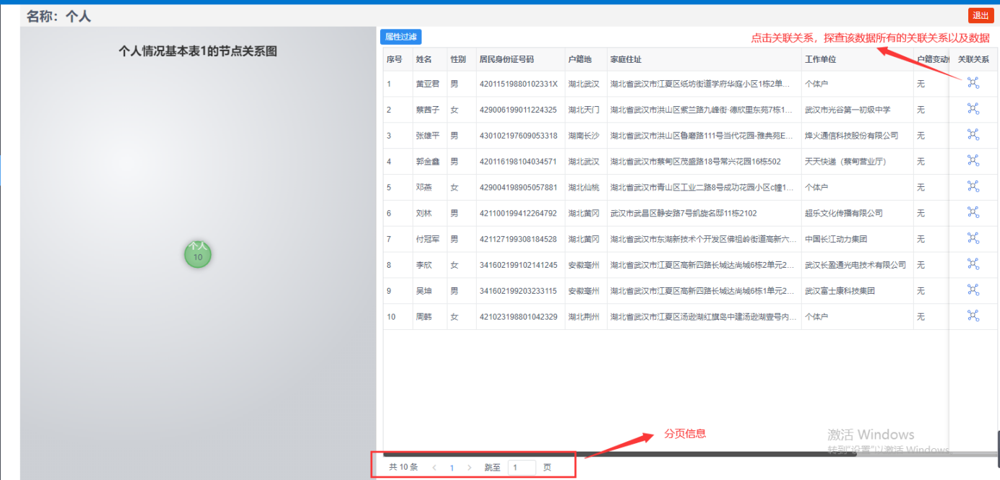 名称：个人
退出
个人情况基本表1的节点关系图
个人
10
属性过滤
点击关联关系，探查该数据所有的关联关系以及数据
序号 姓名 性别 居民身份证号码 户籍地 家庭住址 工作单位 户籍变动 关联关系
1 黄亚君 男 42011519880102331X 湖北武汉 湖北省武汉市江夏区纸坊街道学府华庭小区1栋2单... 个体户 无
2 蔡茜子 女 429006199011224325 湖北天门 湖北省武汉市洪山区紫兰路九峰街·德欣里东苑7栋1... 武汉市光谷第一初级中学 无
3 张雄平 男 430102197609053318 湖南长沙 湖北省武汉市洪山区鲁磨路111号当代花园-雅典苑E... 烽火通信科技股份有限公司 无
4 郭金鑫 男 420116198104034571 湖北武汉 湖北省武汉市蔡甸区茂盛路18号常兴花园16栋502 天天快递（蔡甸营业厅） 无
5 邓燕 女 429004198905057881 湖北仙桃 湖北省武汉市青山区工业二路8号成功花园小区c幢1... 个体户 无
6 刘林 男 421100199412264792 湖北黄冈 武汉市武昌区静安路7号凯旋名邸11栋2102 超乐文化传播有限公司 无
7 付冠军 男 421127199308184528 湖北黄冈 湖北省武汉市东湖新技术个开发区佛祖岭街道高新六... 中国长江动力集团 无
8 李欣 女 341602199102141245 安徽亳州 湖北省武汉市江夏区高新四路长城达尚城6栋2单元2... 武汉长盈通光电技术有限公司 无
9 吴坤 男 341602199203233115 安徽亳州 湖北省武汉市江夏区高新四路长城达尚城6栋1单元2... 武汉富士康科技集团 无
10 周韩 女 421023198801042329 湖北荆州 湖北省武汉市江夏区汤逊湖红旗岛中建汤逊湖壹号内... 个体户 无
分页信息
激活 Windows
转到"设置"以激活 Windows。
共 10 条 < 1 > 跳至 1 页